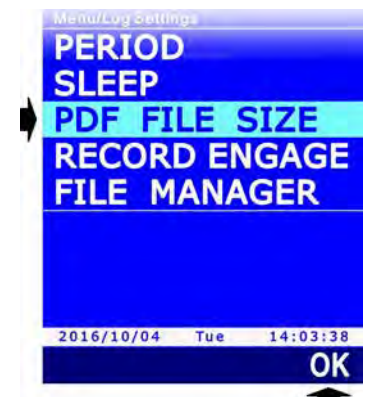 Menu/Log Settings
PERIOD
SLEEP
PDF FILE SIZE
RECORD ENGAGE
FILE MANAGER
2016/10/04 Tue 14:03:38
OK